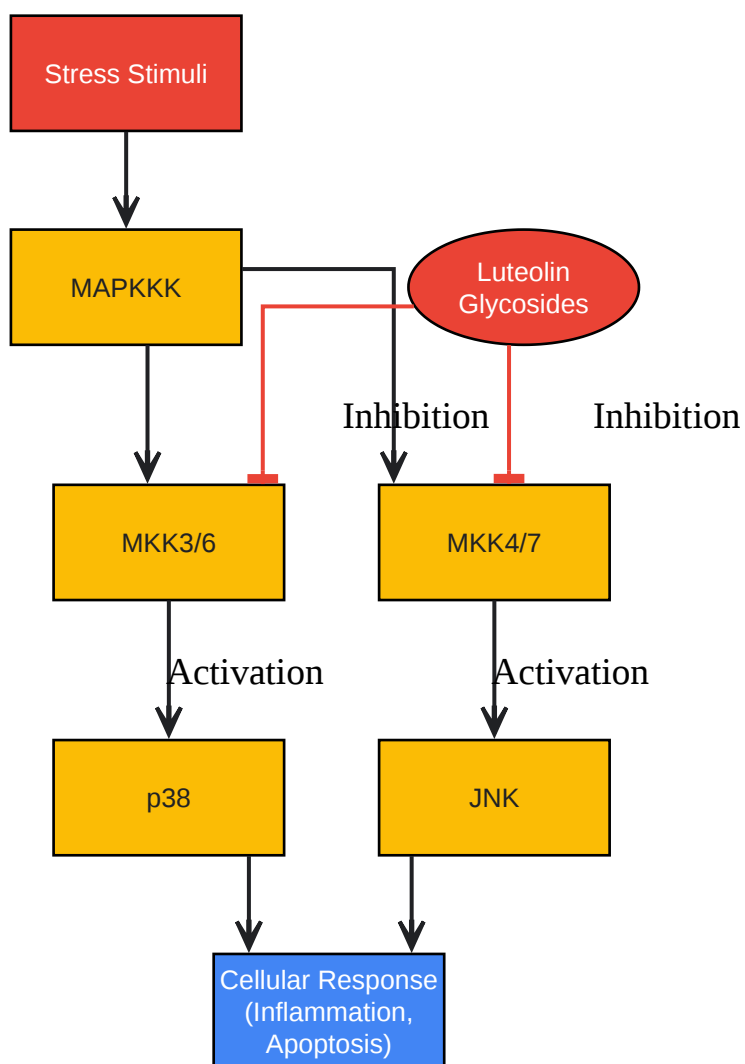 Stress Stimuli
MAPKKK
Luteolin
Glycosides
Inhibition
Inhibition
MKK3/6
MKK4/7
Activation
Activation
p38
JNK
Cellular Response
(Inflammation,
Apoptosis)